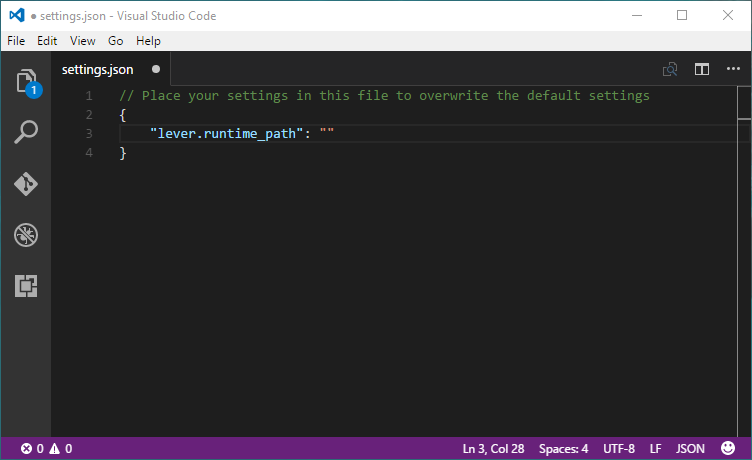 ● settings.json - Visual Studio Code
File Edit View Go Help
settings.json ●
1
1 // Place your settings in this file to overwrite the default settings
2 {
3 "lever.runtime_path": ""
4 }
0 0 Ln 3, Col 28 Spaces: 4 UTF-8 LF JSON